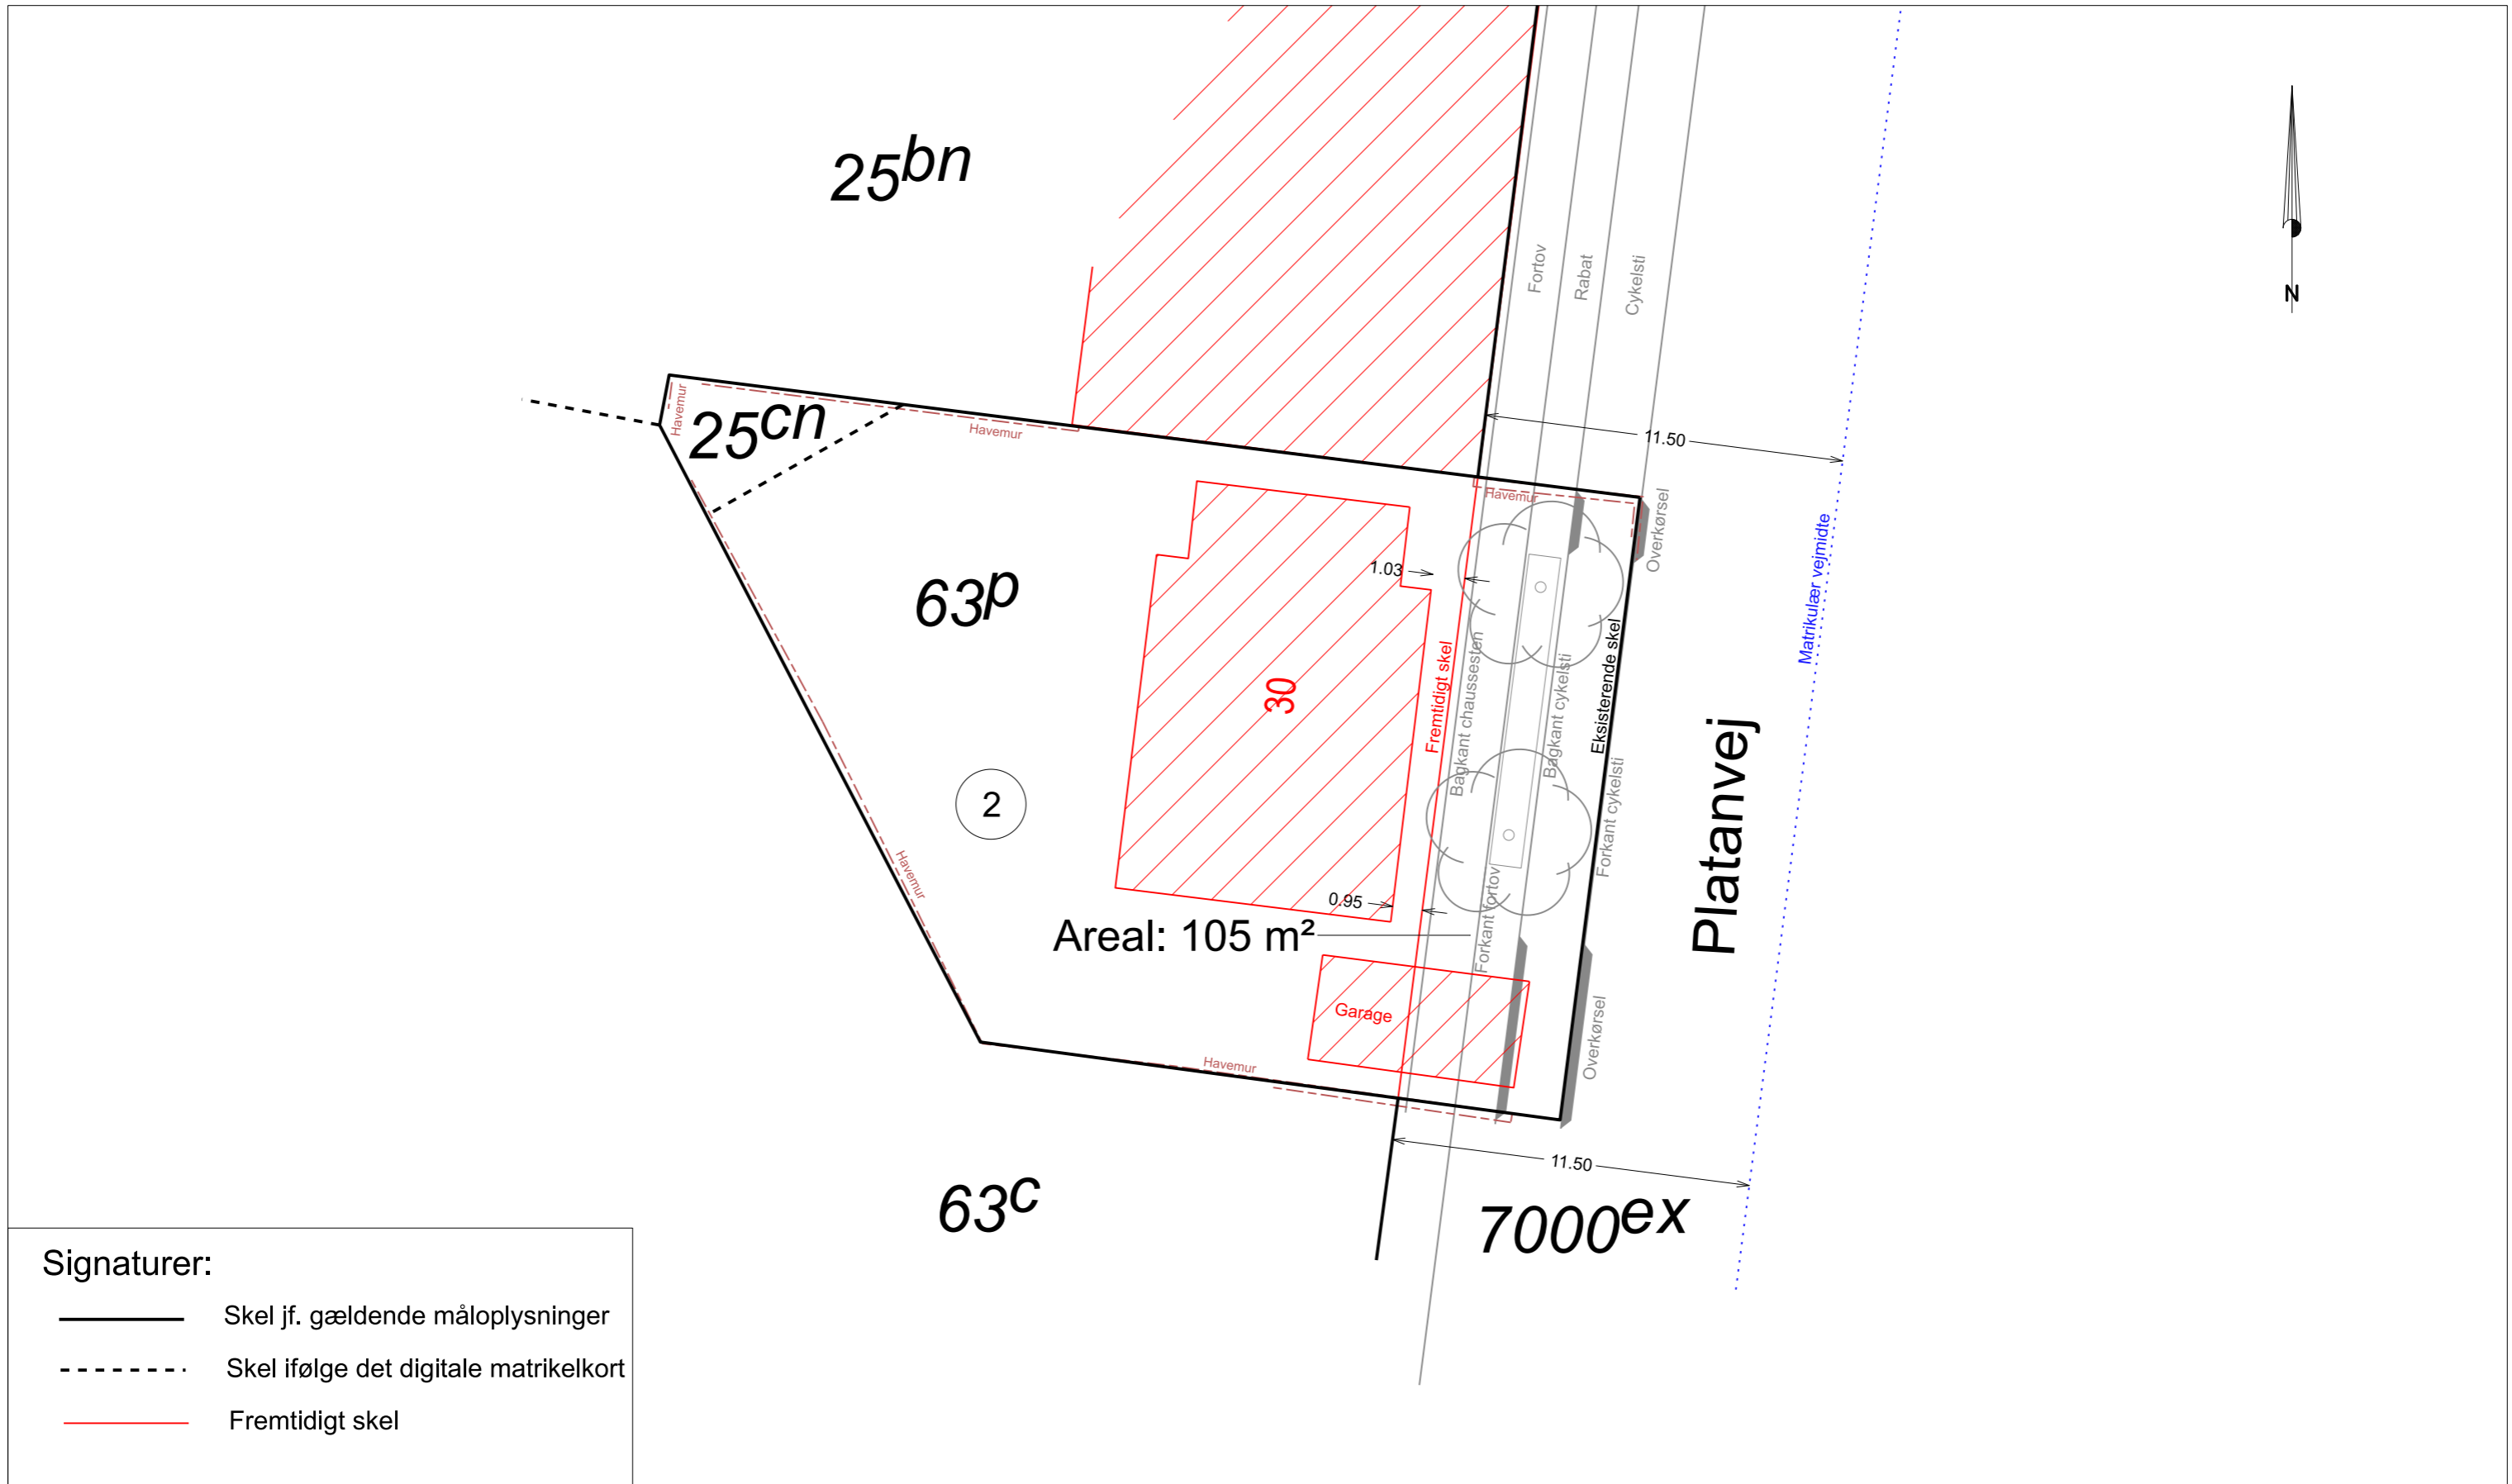 25bn
Fortov
Rabat
Cykelsti
N
Havemur
25cn
Havemur
11.50
Havemur
Overkørsel
Matrikulær vejmidte
63p
1.03
Fremtidigt skel
Bagkant chaussesten
Bagkant cykelsti
Eksisterende skel
30
2
Havemur
Forkant cykelsti
Platanvej
0.95
Areal: 105 m²
Forkant fortov
Garage
Overkørsel
Havemur
11.50
63c
7000ex
Signaturer:
Skel jf. gældende måloplysninger
Skel ifølge det digitale matrikelkort
Fremtidigt skel